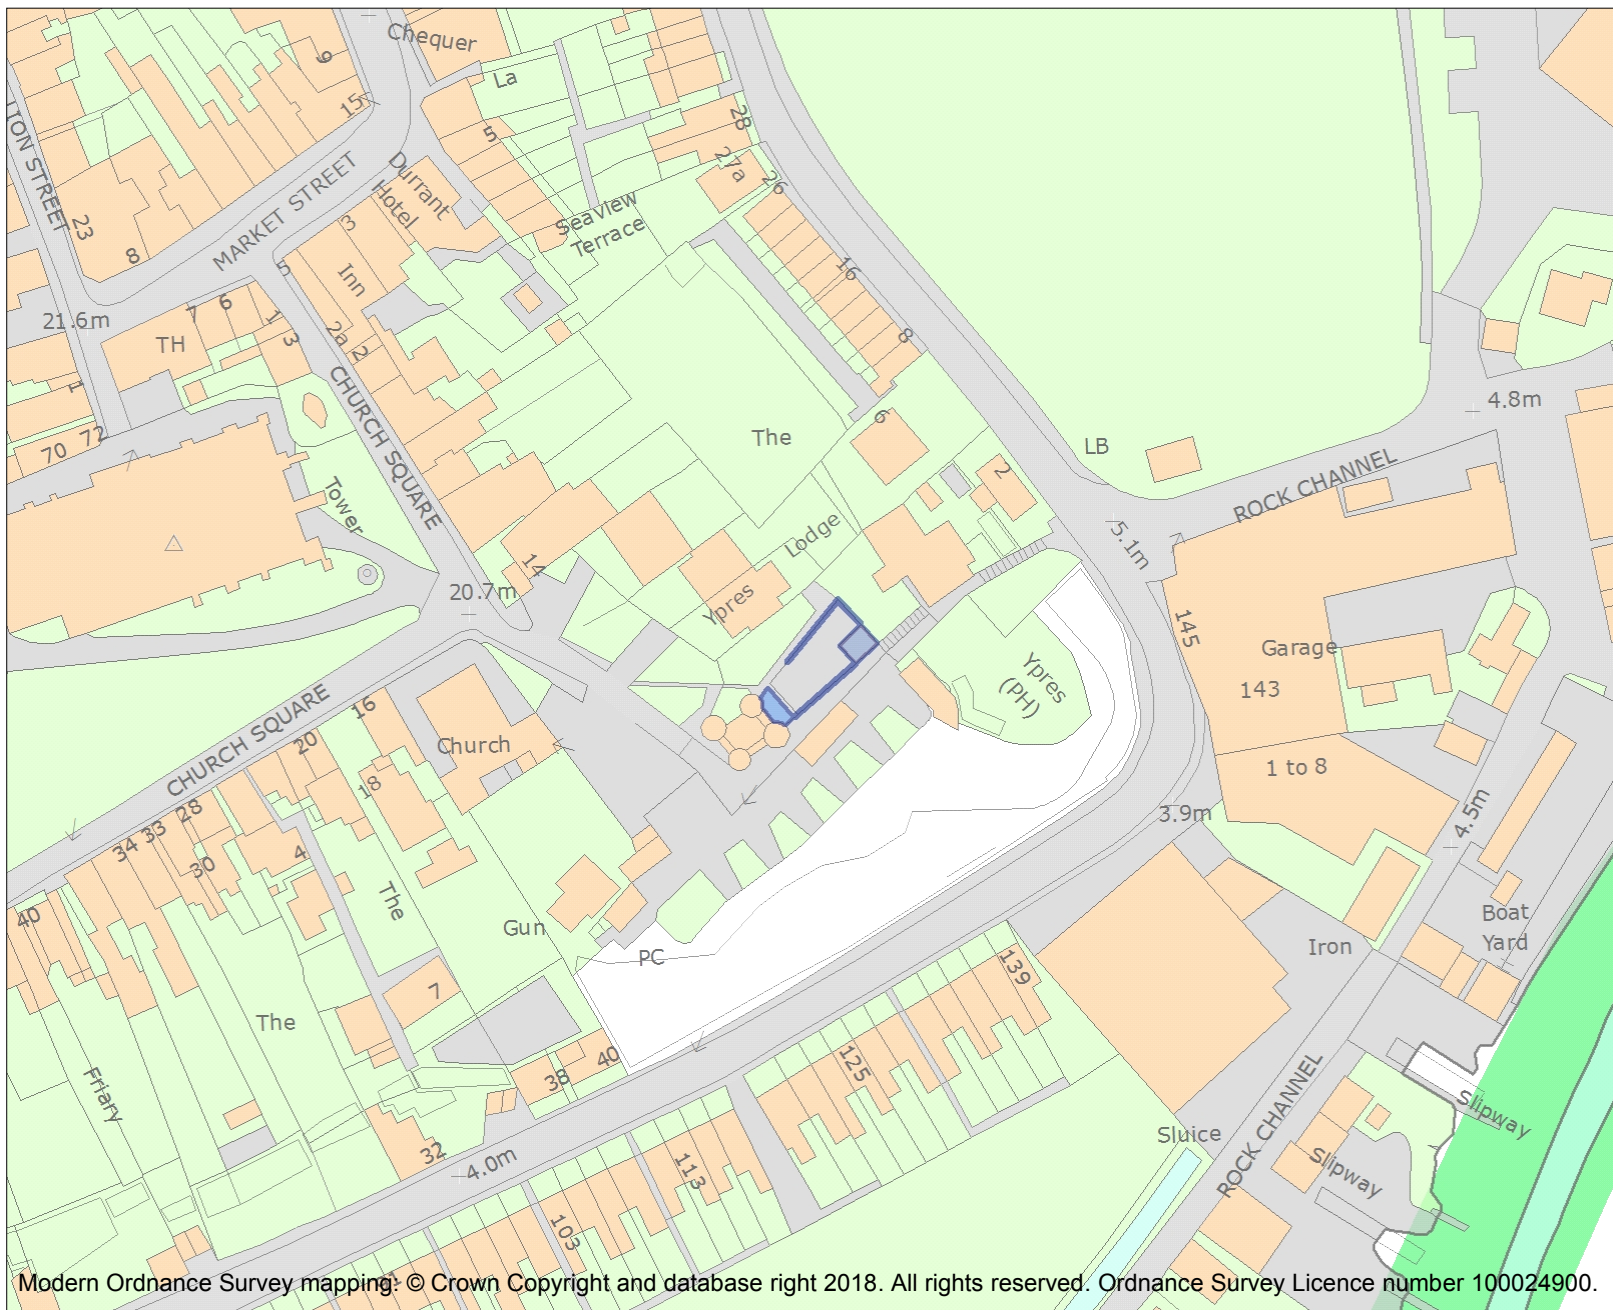 Chequer
La
9
15
5
28
27a
26
LION STREET
23
8
MARKET STREET
Durrant
Hotel
3
Inn
5
SeaView
Terrace
16
8
21.6m
7
6
1
3
TH
2a
2
1
70
72
CHURCH SQUARE
Tower
The
6
2
LB
4.8m
ROCK CHANNEL
5.1m
Lodge
14
20.7m
Ypres
145
Garage
143
Ypres
(PH)
CHURCH SQUARE
16
20
18
Church
28
33
34
30
4
40
1 to 8
3.9m
4.5m
The
Gun
PC
Boat
Yard
Iron
139
7
The
Friary
38
40
125
32
4.0m
113
103
Sluice
ROCK CHANNEL
Slipway
Slipway
Modern Ordnance Survey mapping: © Crown Copyright and database right 2018. All rights reserved. Ordnance Survey Licence number 100024900.